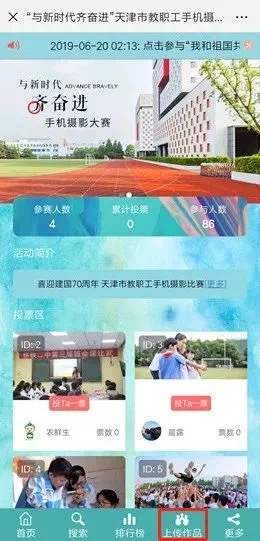 “与新时代齐奋进”天津市教职工手机摄...
2019-06-20 02:13: 点击参与“我和祖国共
与新时代 ADVANCE BRAVELY
齐奋进
手机摄影大赛
参赛人数 累计投票 参与人数
4 0 86
活动简介
喜迎建国70周年 天津市教职工手机摄影比赛[更多]
投票区
ID: 2 ID: 3
投Ta一票 投Ta一票
农鲜生 票数 0 晨露 票数 0
ID: 4 ID: 5
首页 搜索 排行榜 上传作品 更多